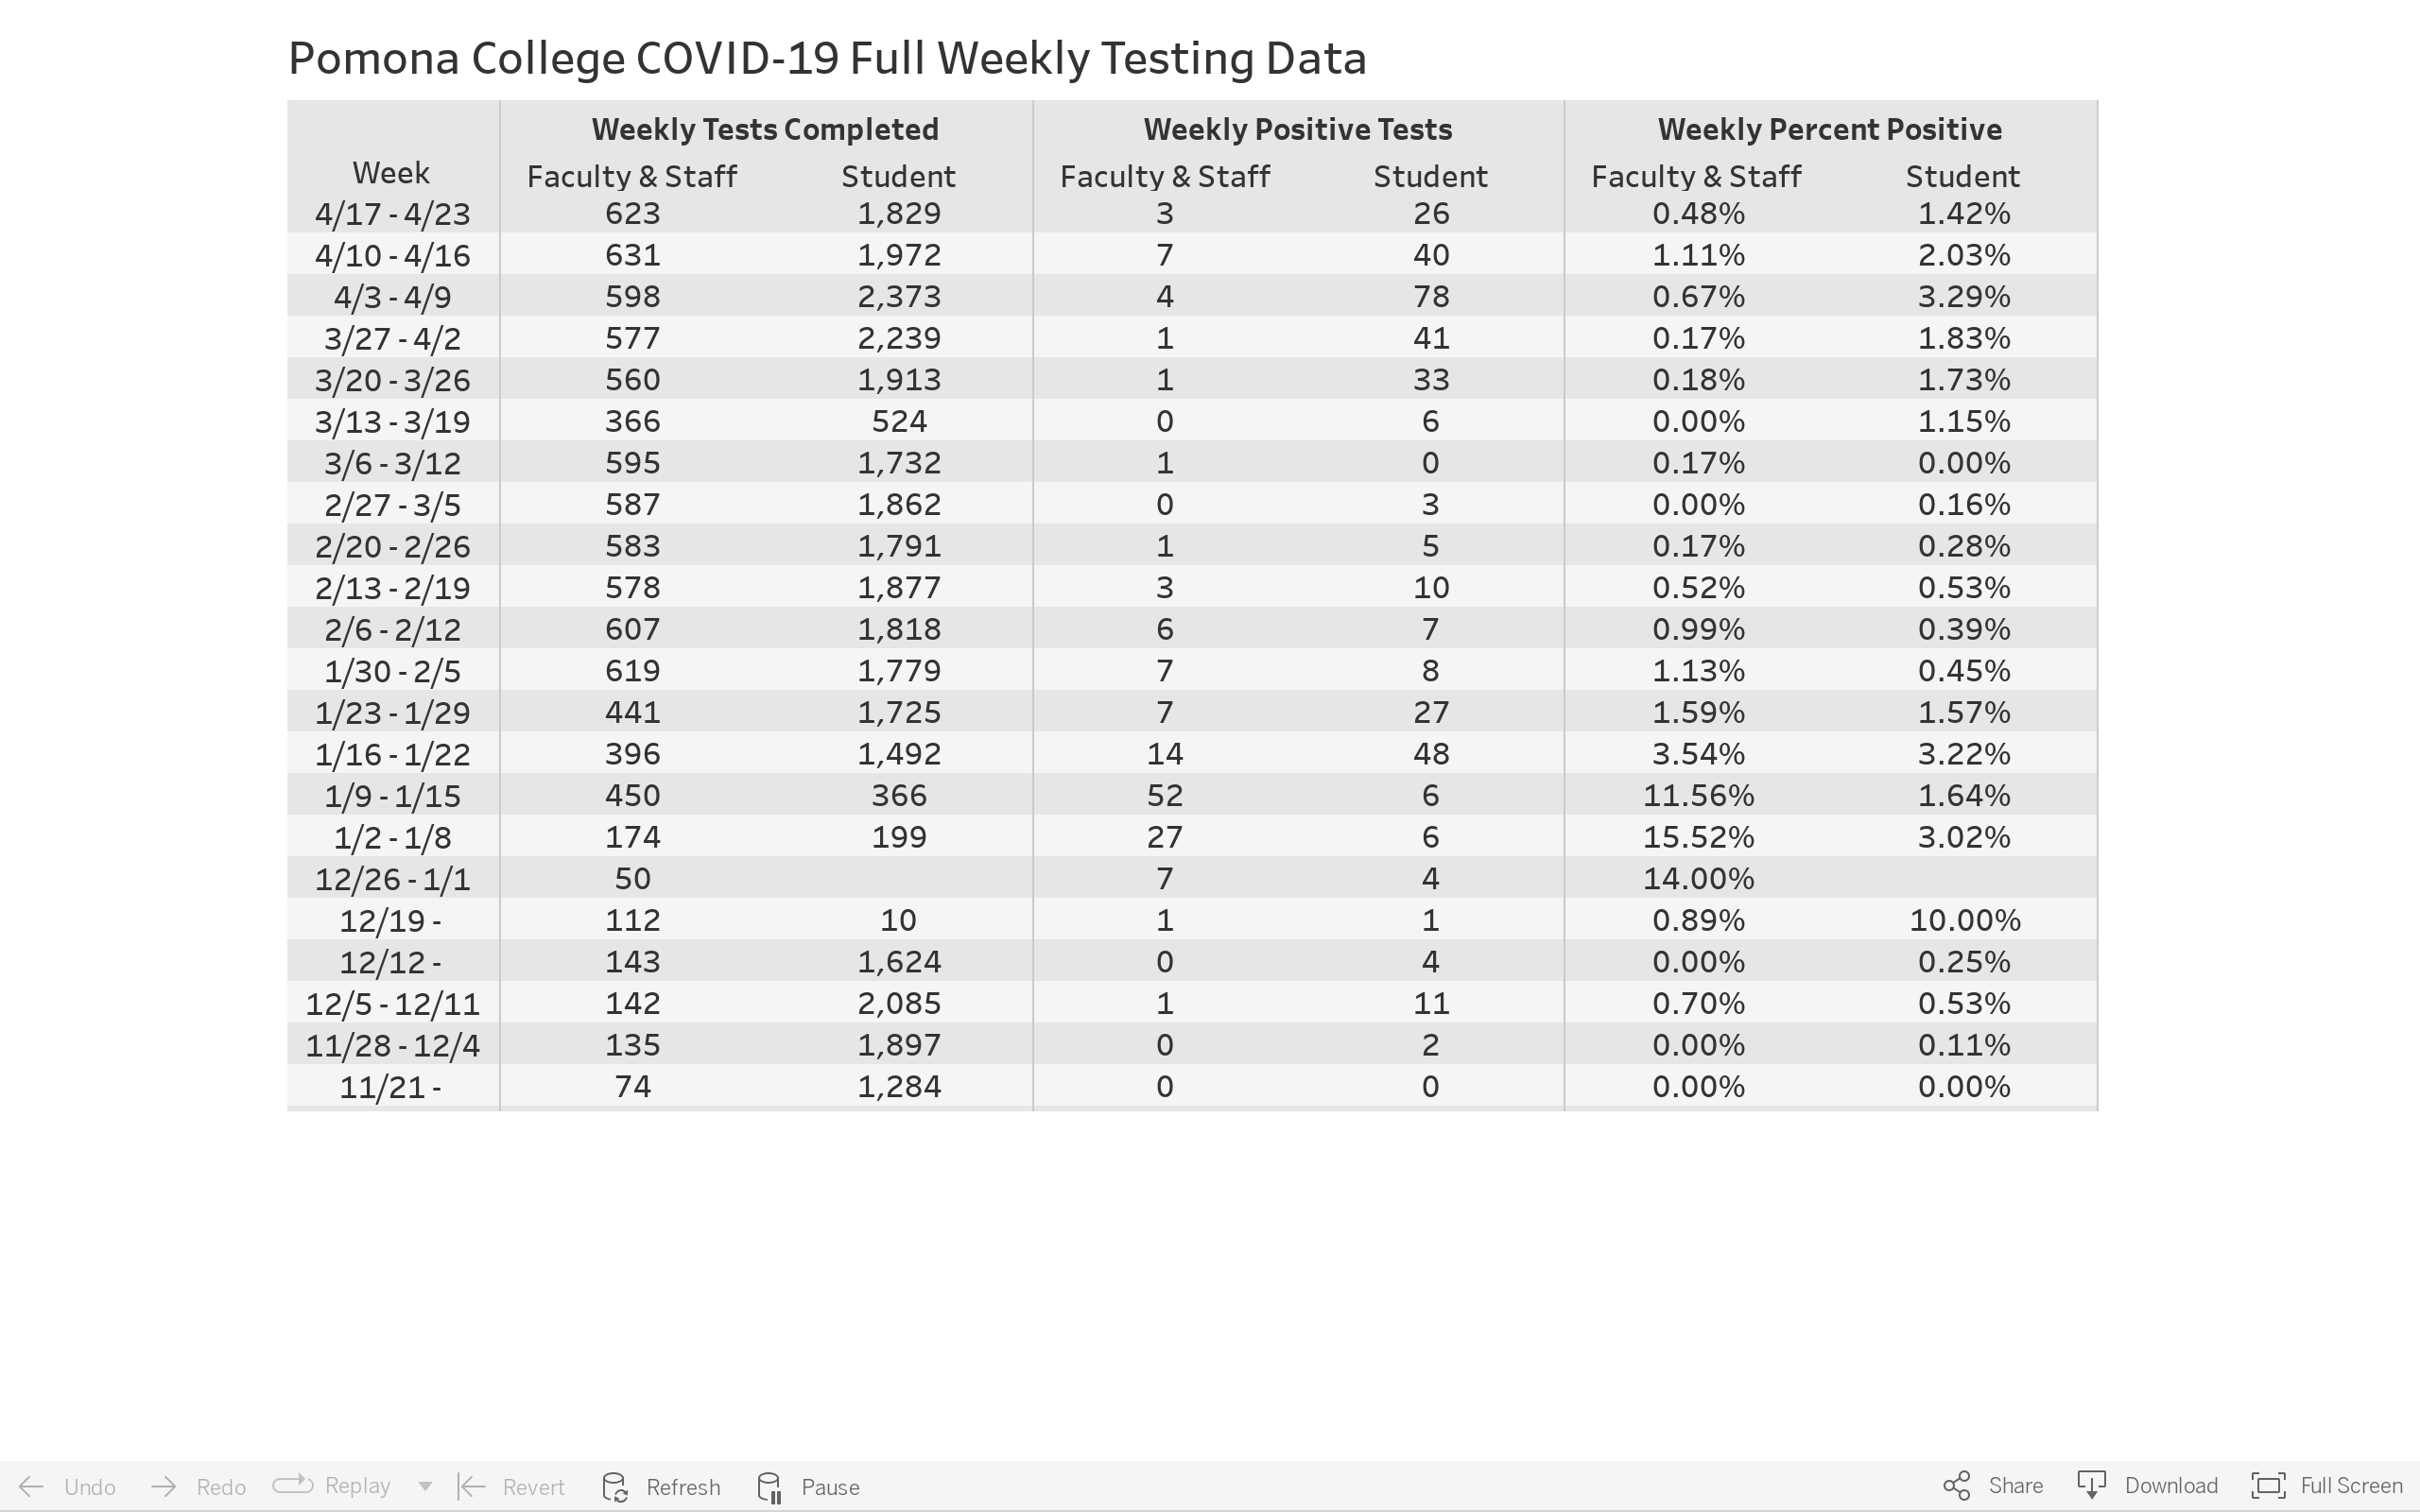 Pomona College COVID-19 Full Weekly Testing Data
Weekly Tests Completed Weekly Positive Tests Weekly Percent Positive
Week Faculty & Staff Student Faculty & Staff Student Faculty & Staff Student
4/17 - 4/23 623 1,829 3 26 0.48% 1.42%
4/10 - 4/16 631 1,972 7 40 1.11% 2.03%
4/3 - 4/9 598 2,373 4 78 0.67% 3.29%
3/27 - 4/2 577 2,239 1 41 0.17% 1.83%
3/20 - 3/26 560 1,913 1 33 0.18% 1.73%
3/13 - 3/19 366 524 0 6 0.00% 1.15%
3/6 - 3/12 595 1,732 1 0 0.17% 0.00%
2/27 - 3/5 587 1,862 0 3 0.00% 0.16%
2/20 - 2/26 583 1,791 1 5 0.17% 0.28%
2/13 - 2/19 578 1,877 3 10 0.52% 0.53%
2/6 - 2/12 607 1,818 6 7 0.99% 0.39%
1/30 - 2/5 619 1,779 7 8 1.13% 0.45%
1/23 - 1/29 441 1,725 7 27 1.59% 1.57%
1/16 - 1/22 396 1,492 14 48 3.54% 3.22%
1/9 - 1/15 450 366 52 6 11.56% 1.64%
1/2 - 1/8 174 199 27 6 15.52% 3.02%
12/26 - 1/1 50 7 4 14.00%
12/19 - 112 10 1 1 0.89% 10.00%
12/12 - 143 1,624 0 4 0.00% 0.25%
12/5 - 12/11 142 2,085 1 11 0.70% 0.53%
11/28 - 12/4 135 1,897 0 2 0.00% 0.11%
11/21 - 74 1,284 0 0 0.00% 0.00%
Undo Redo Replay Revert Refresh Pause Share Download Full Screen